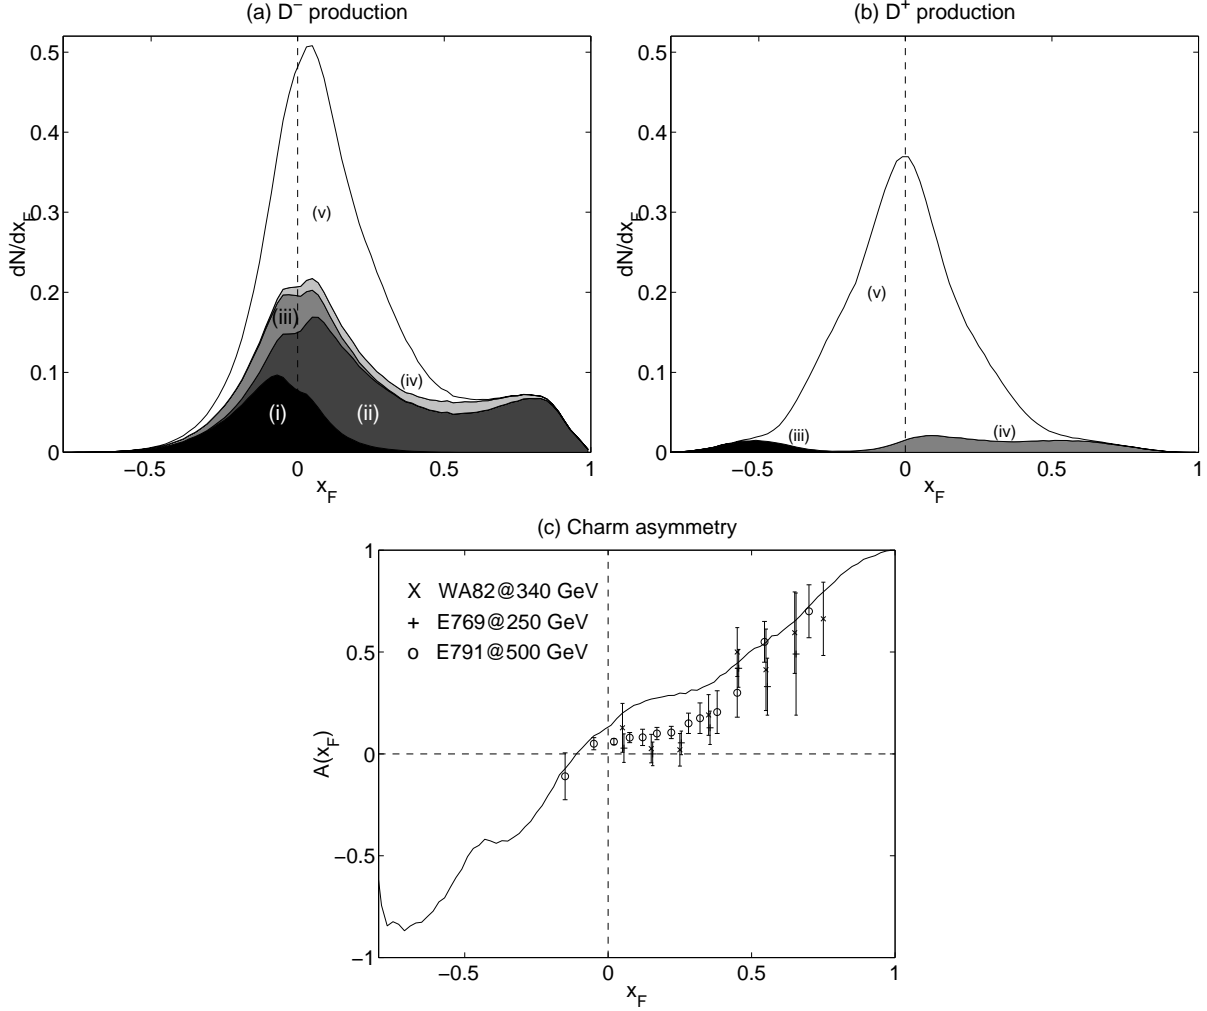 (a) D⁻ production
0.5
0.4
0.3
0.2
0.1
0
dN/dx_F
(v)
(iii)
(iv)
(i)
(ii)
−0.5
0
0.5
1
x_F
(b) D⁺ production
0.5
0.4
0.3
0.2
0.1
0
dN/dx_F
(v)
(iii)
(iv)
−0.5
0
0.5
1
x_F
(c) Charm asymmetry
1
0.5
0
−0.5
−1
A(x_F)
X WA82@340 GeV
+ E769@250 GeV
o E791@500 GeV
−0.5
0
0.5
1
x_F